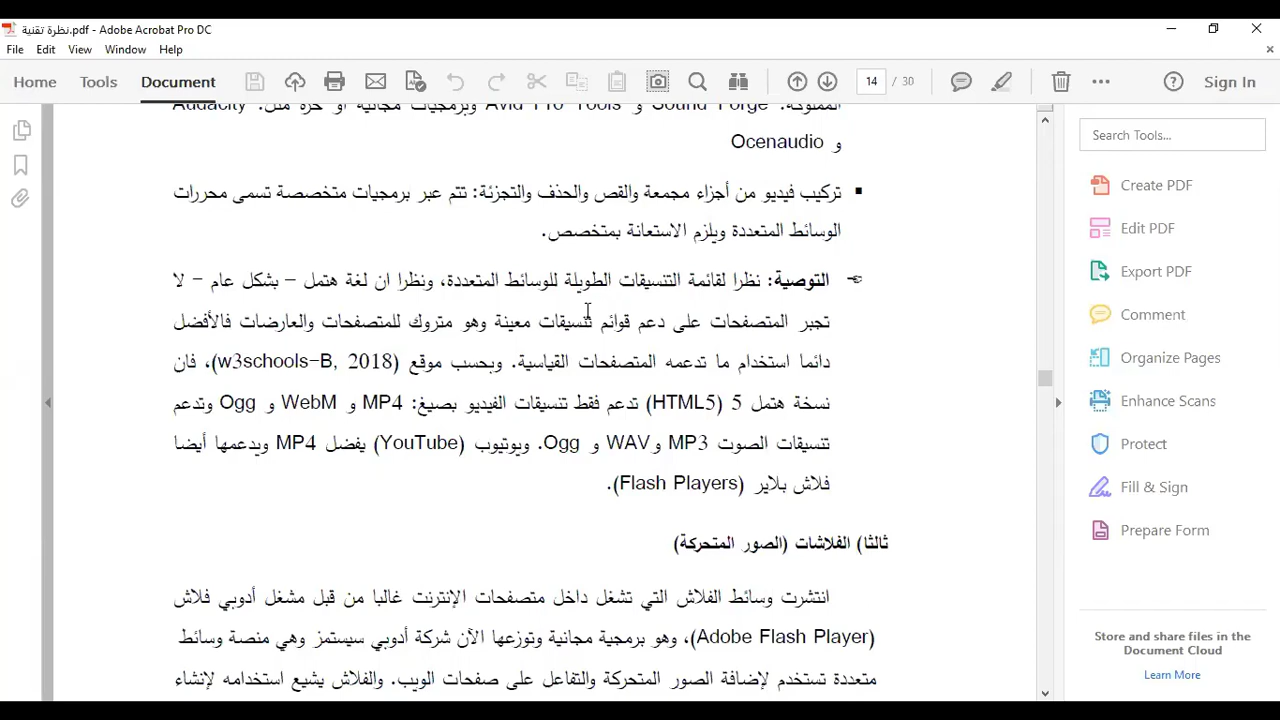 نظرة تقنية.pdf - Adobe Acrobat Pro DC
File Edit View Window Help
Home Tools Document 14 / 30 Sign In
المملوكة: Sound Forge و Avid Pro Tools وبرمجيات مجانية او حرة مثل: Audacity
و Ocenaudio
▪ تركيب فيديو من أجزاء مجمعة والقص والحذف والتجزئة: تتم عبر برمجيات متخصصة تسمى محررات
الوسائط المتعددة ويلزم الاستعانة بمتخصص.
☜ التوصية: نظرا لقائمة التنسيقات الطويلة للوسائط المتعددة، ونظرا ان لغة هتمل – بشكل عام – لا
تجبر المتصفحات على دعم قوائم تنسيقات معينة وهو متروك للمتصفحات والعارضات فالأفضل
دائما استخدام ما تدعمه المتصفحات القياسية. وبحسب موقع (w3schools-B, 2018)، فان
نسخة هتمل 5 (HTML5) تدعم فقط تنسيقات الفيديو بصيغ: MP4 و WebM و Ogg وتدعم
تنسيقات الصوت MP3 وWAV و Ogg. ويوتيوب (YouTube) يفضل MP4 ويدعمها أيضا
فلاش بلاير (Flash Players).
ثالثا) الفلاشات (الصور المتحركة)
انتشرت وسائط الفلاش التي تشغل داخل متصفحات الإنترنت غالبا من قبل مشغل أدوبي فلاش
(Adobe Flash Player)، وهو برمجية مجانية وتوزعها الآن شركة أدوبي سيستمز وهي منصة وسائط
متعددة تستخدم لإضافة الصور المتحركة والتفاعل على صفحات الويب. والفلاش يشيع استخدامه لإنشاء
Search Tools...
Create PDF
Edit PDF
Export PDF
Comment
Organize Pages
Enhance Scans
Protect
Fill & Sign
Prepare Form
Store and share files in the
Document Cloud
Learn More